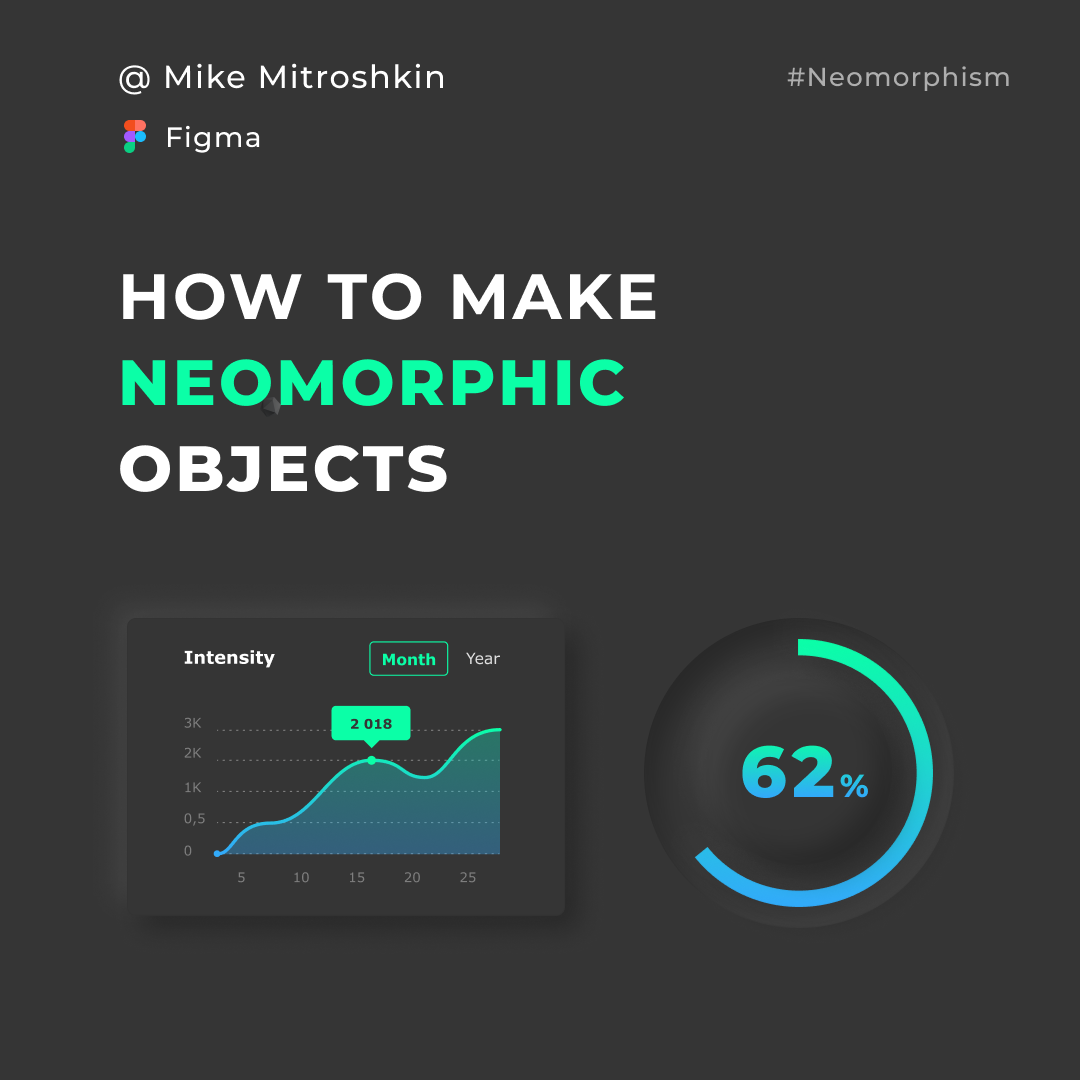 @ Mike Mitroshkin
#Neomorphism
Figma
HOW TO MAKE
NEOMORPHIC
OBJECTS
Intensity
Month
Year
2 018
3K
2K
1K
0,5
0
5 10 15 20 25
62%